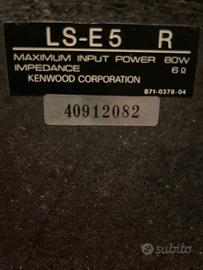 LS-E5 R
MAXIMUM INPUT POWER 80W
IMPEDANCE 6Ω
KENWOOD CORPORATION
B71-0378-04
40912082
subito